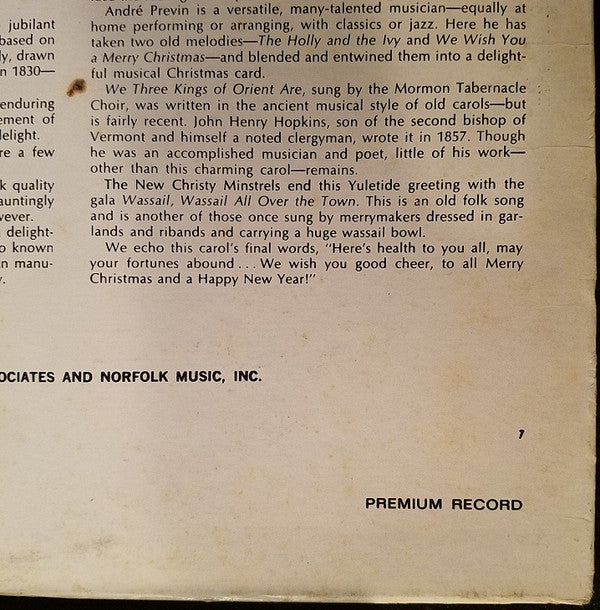 jubilant
based on
ly, drawn
n 1830—
enduring
ement of
delight.
re a few
k quality
auntingly
vever.
delight-
o known
n manu-
André Previn is a versatile, many-talented musician—equally at
home performing or arranging, with classics or jazz. Here he has
taken two old melodies—The Holly and the Ivy and We Wish You
a Merry Christmas—and blended and entwined them into a delight-
ful musical Christmas card.
We Three Kings of Orient Are, sung by the Mormon Tabernacle
Choir, was written in the ancient musical style of old carols—but
is fairly recent. John Henry Hopkins, son of the second bishop of
Vermont and himself a noted clergyman, wrote it in 1857. Though
he was an accomplished musician and poet, little of his work—
other than this charming carol—remains.
The New Christy Minstrels end this Yuletide greeting with the
gala Wassail, Wassail All Over the Town. This is an old folk song
and is another of those once sung by merrymakers dressed in gar-
lands and ribands and carrying a huge wassail bowl.
We echo this carol's final words, "Here's health to you all, may
your fortunes abound . . . We wish you good cheer, to all Merry
Christmas and a Happy New Year!"
OCIATES AND NORFOLK MUSIC, INC.
1
PREMIUM RECORD